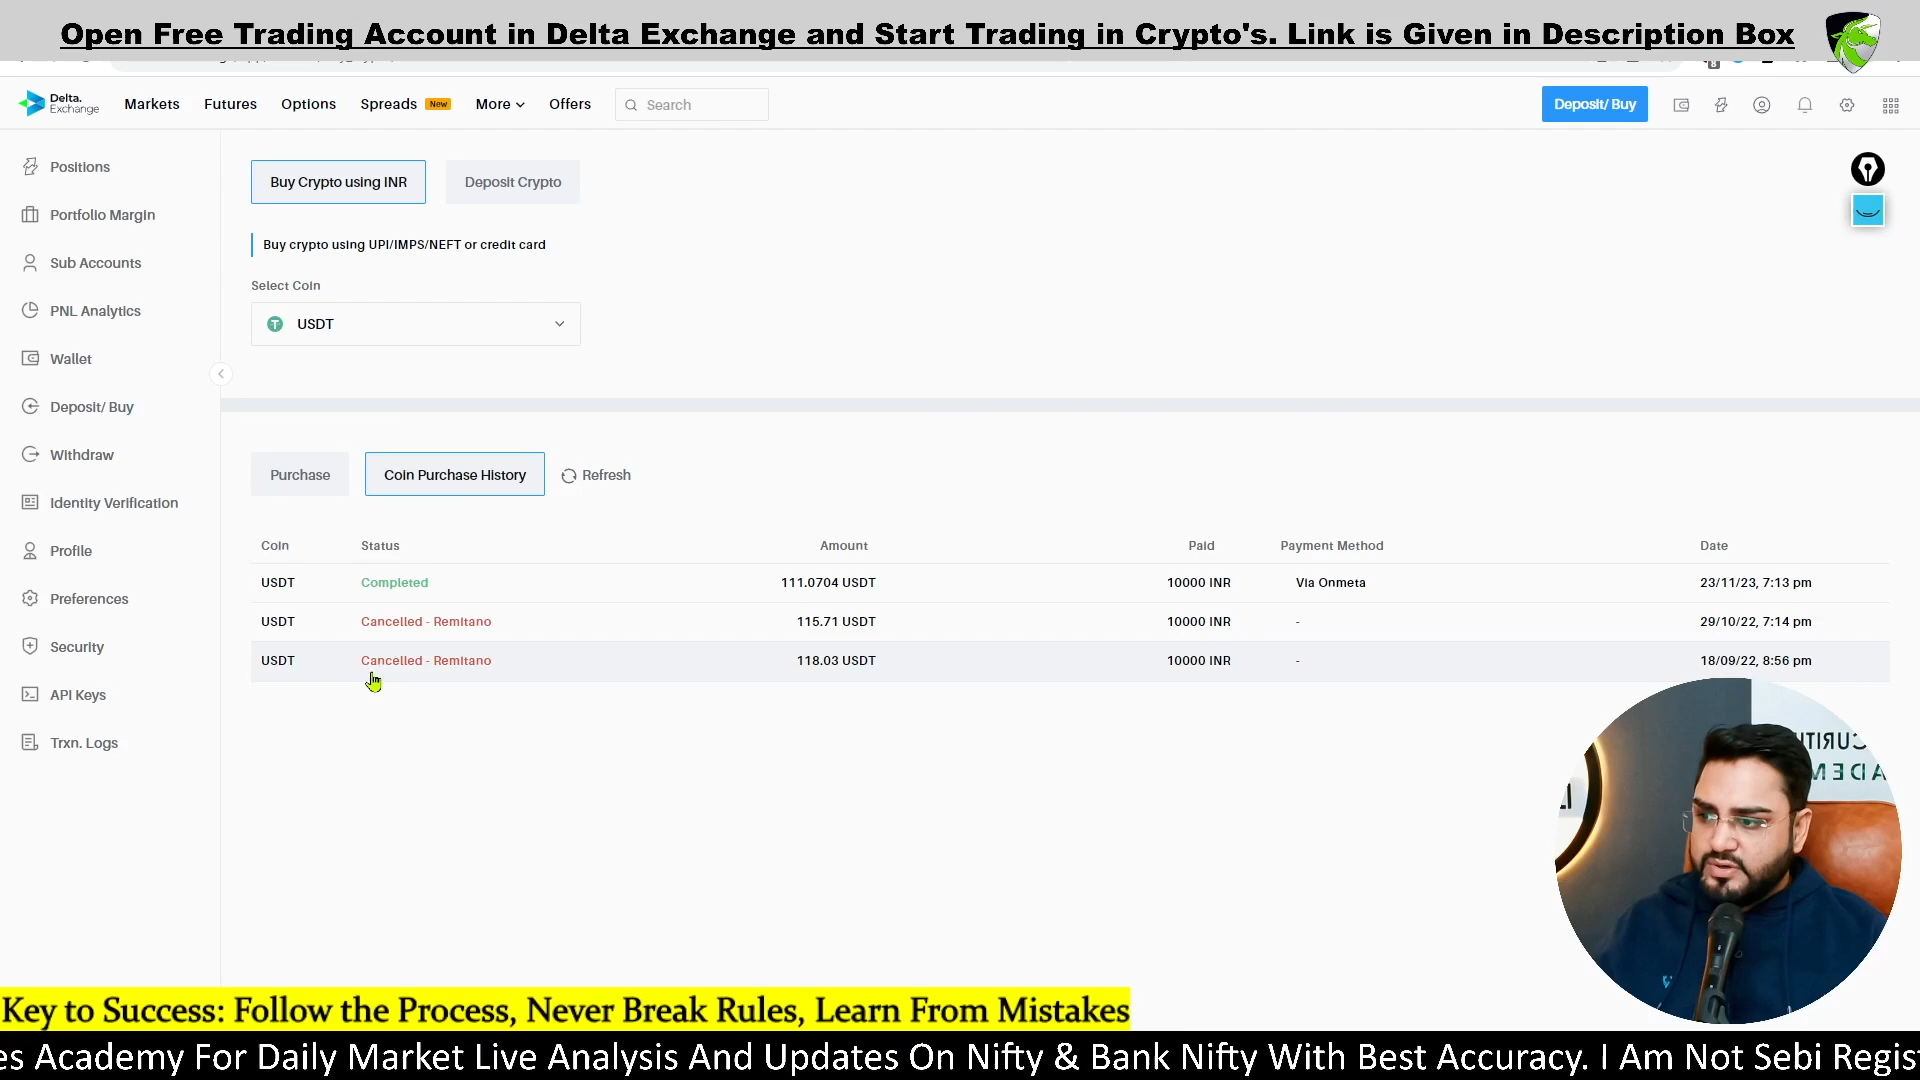 Open Free Trading Account in Delta Exchange and Start Trading in Crypto's. Link is Given in Description Box
Delta. Exchange
Markets
Futures
Options
Spreads New
More
Offers
Search
Deposit/ Buy
Positions
Portfolio Margin
Sub Accounts
PNL Analytics
Wallet
Deposit/ Buy
Withdraw
Identity Verification
Profile
Preferences
Security
API Keys
Trxn. Logs
Buy Crypto using INR
Deposit Crypto
Buy crypto using UPI/IMPS/NEFT or credit card
Select Coin
USDT
Purchase
Coin Purchase History
Refresh
Coin Status Amount Paid Payment Method Date
USDT Completed 111.0704 USDT 10000 INR Via Onmeta 23/11/23, 7:13 pm
USDT Cancelled - Remitano 115.71 USDT 10000 INR - 29/10/22, 7:14 pm
USDT Cancelled - Remitano 118.03 USDT 10000 INR - 18/09/22, 8:56 pm
Key to Success: Follow the Process, Never Break Rules, Learn From Mistakes
es Academy For Daily Market Live Analysis And Updates On Nifty & Bank Nifty With Best Accuracy. I Am Not Sebi Regis